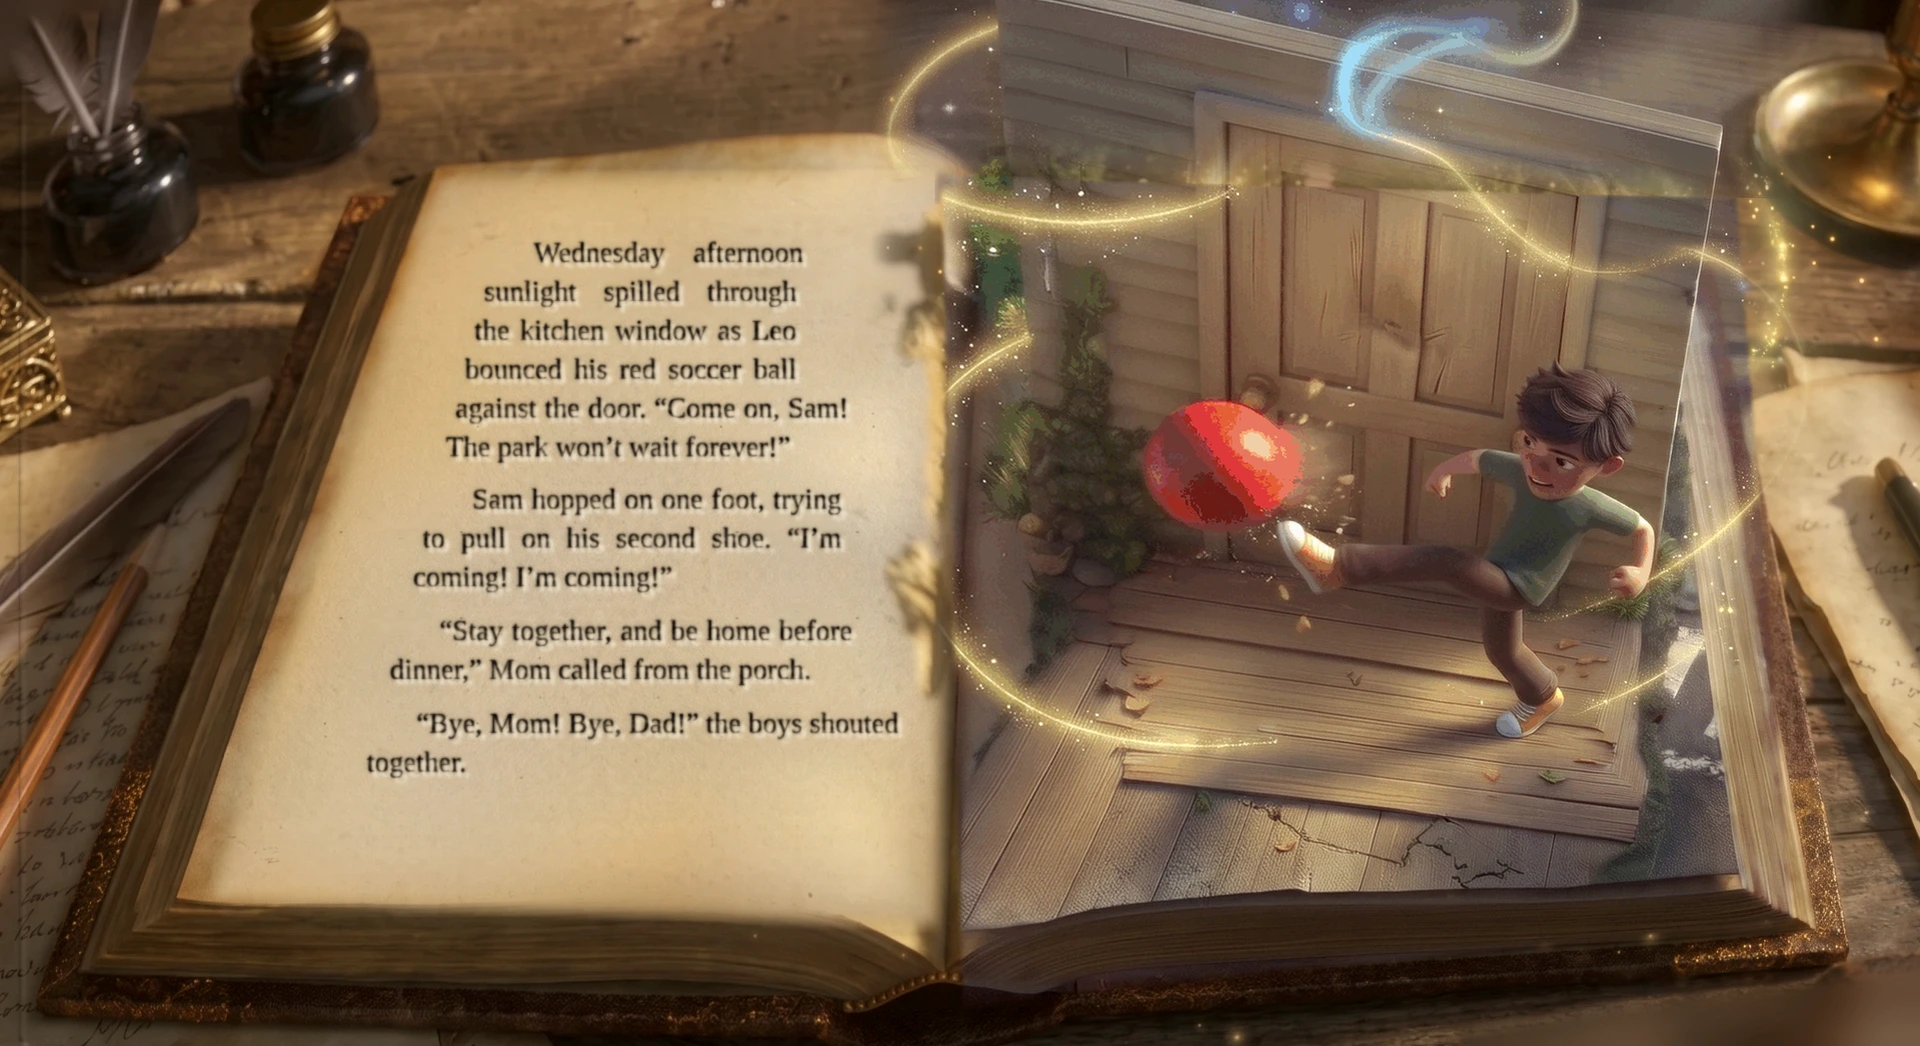 Wednesday afternoon
sunlight spilled through
the kitchen window as Leo
bounced his red soccer ball
against the door. “Come on, Sam!
The park won’t wait forever!”
Sam hopped on one foot, trying
to pull on his second shoe. “I’m
coming! I’m coming!”
“Stay together, and be home before
dinner,” Mom called from the porch.
“Bye, Mom! Bye, Dad!” the boys shouted
together.